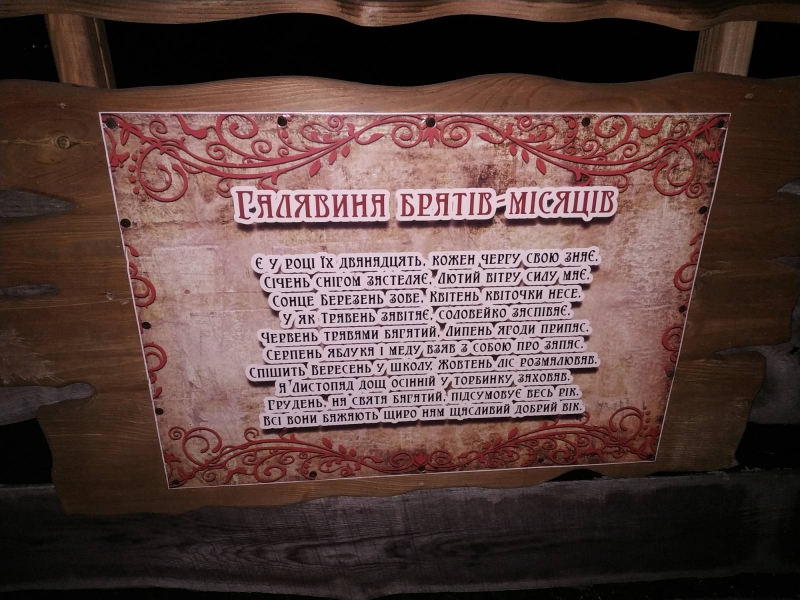 Галявина братів-місяців
Є у році їх дванадцять, кожен чергу свою знає.
Січень снігом застеляє, Лютий вітру силу має,
Сонце Березень зове, Квітень квіточки несе.
У як Травень завітає, соловейко заспіває.
Червень травами багатий, Липень ягоди припас.
Серпень яблука і меду взяв з собою про запас.
Спішить Вересень у школу, Жовтень ліс розмалював.
А Листопад дощ осінній у торбинку заховав.
Грудень, на свята багатий, підсумовує весь рік.
Всі вони бажають щиро нам щасливий добрий вік.